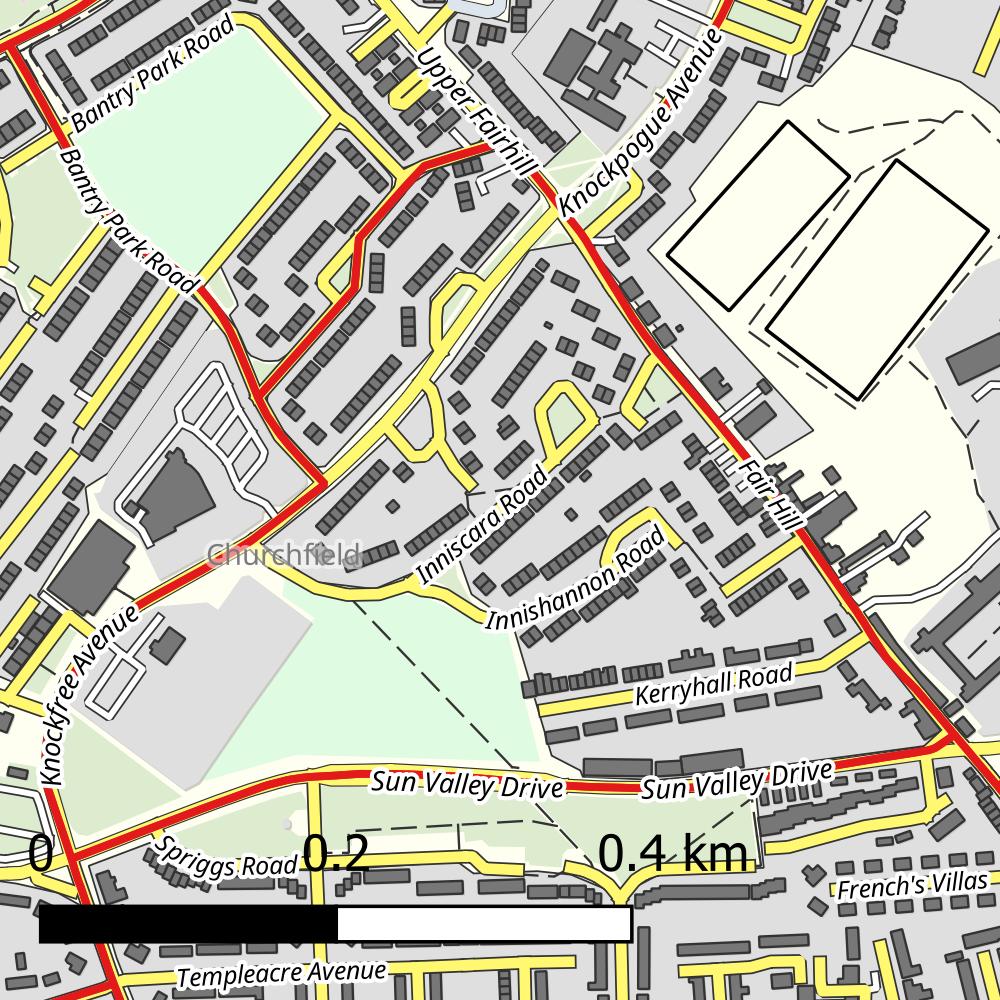 Bantry Park Road
Upper Fairhill
Knockpogue Avenue
Bantry Park Road
Fair Hill
Inniscara Road
Churchfield
Innishannon Road
Knockfree Avenue
Kerryhall Road
Sun Valley Drive
Sun Valley Drive
0 0.2 0.4 km
Spriggs Road
French's Villas
Templeacre Avenue